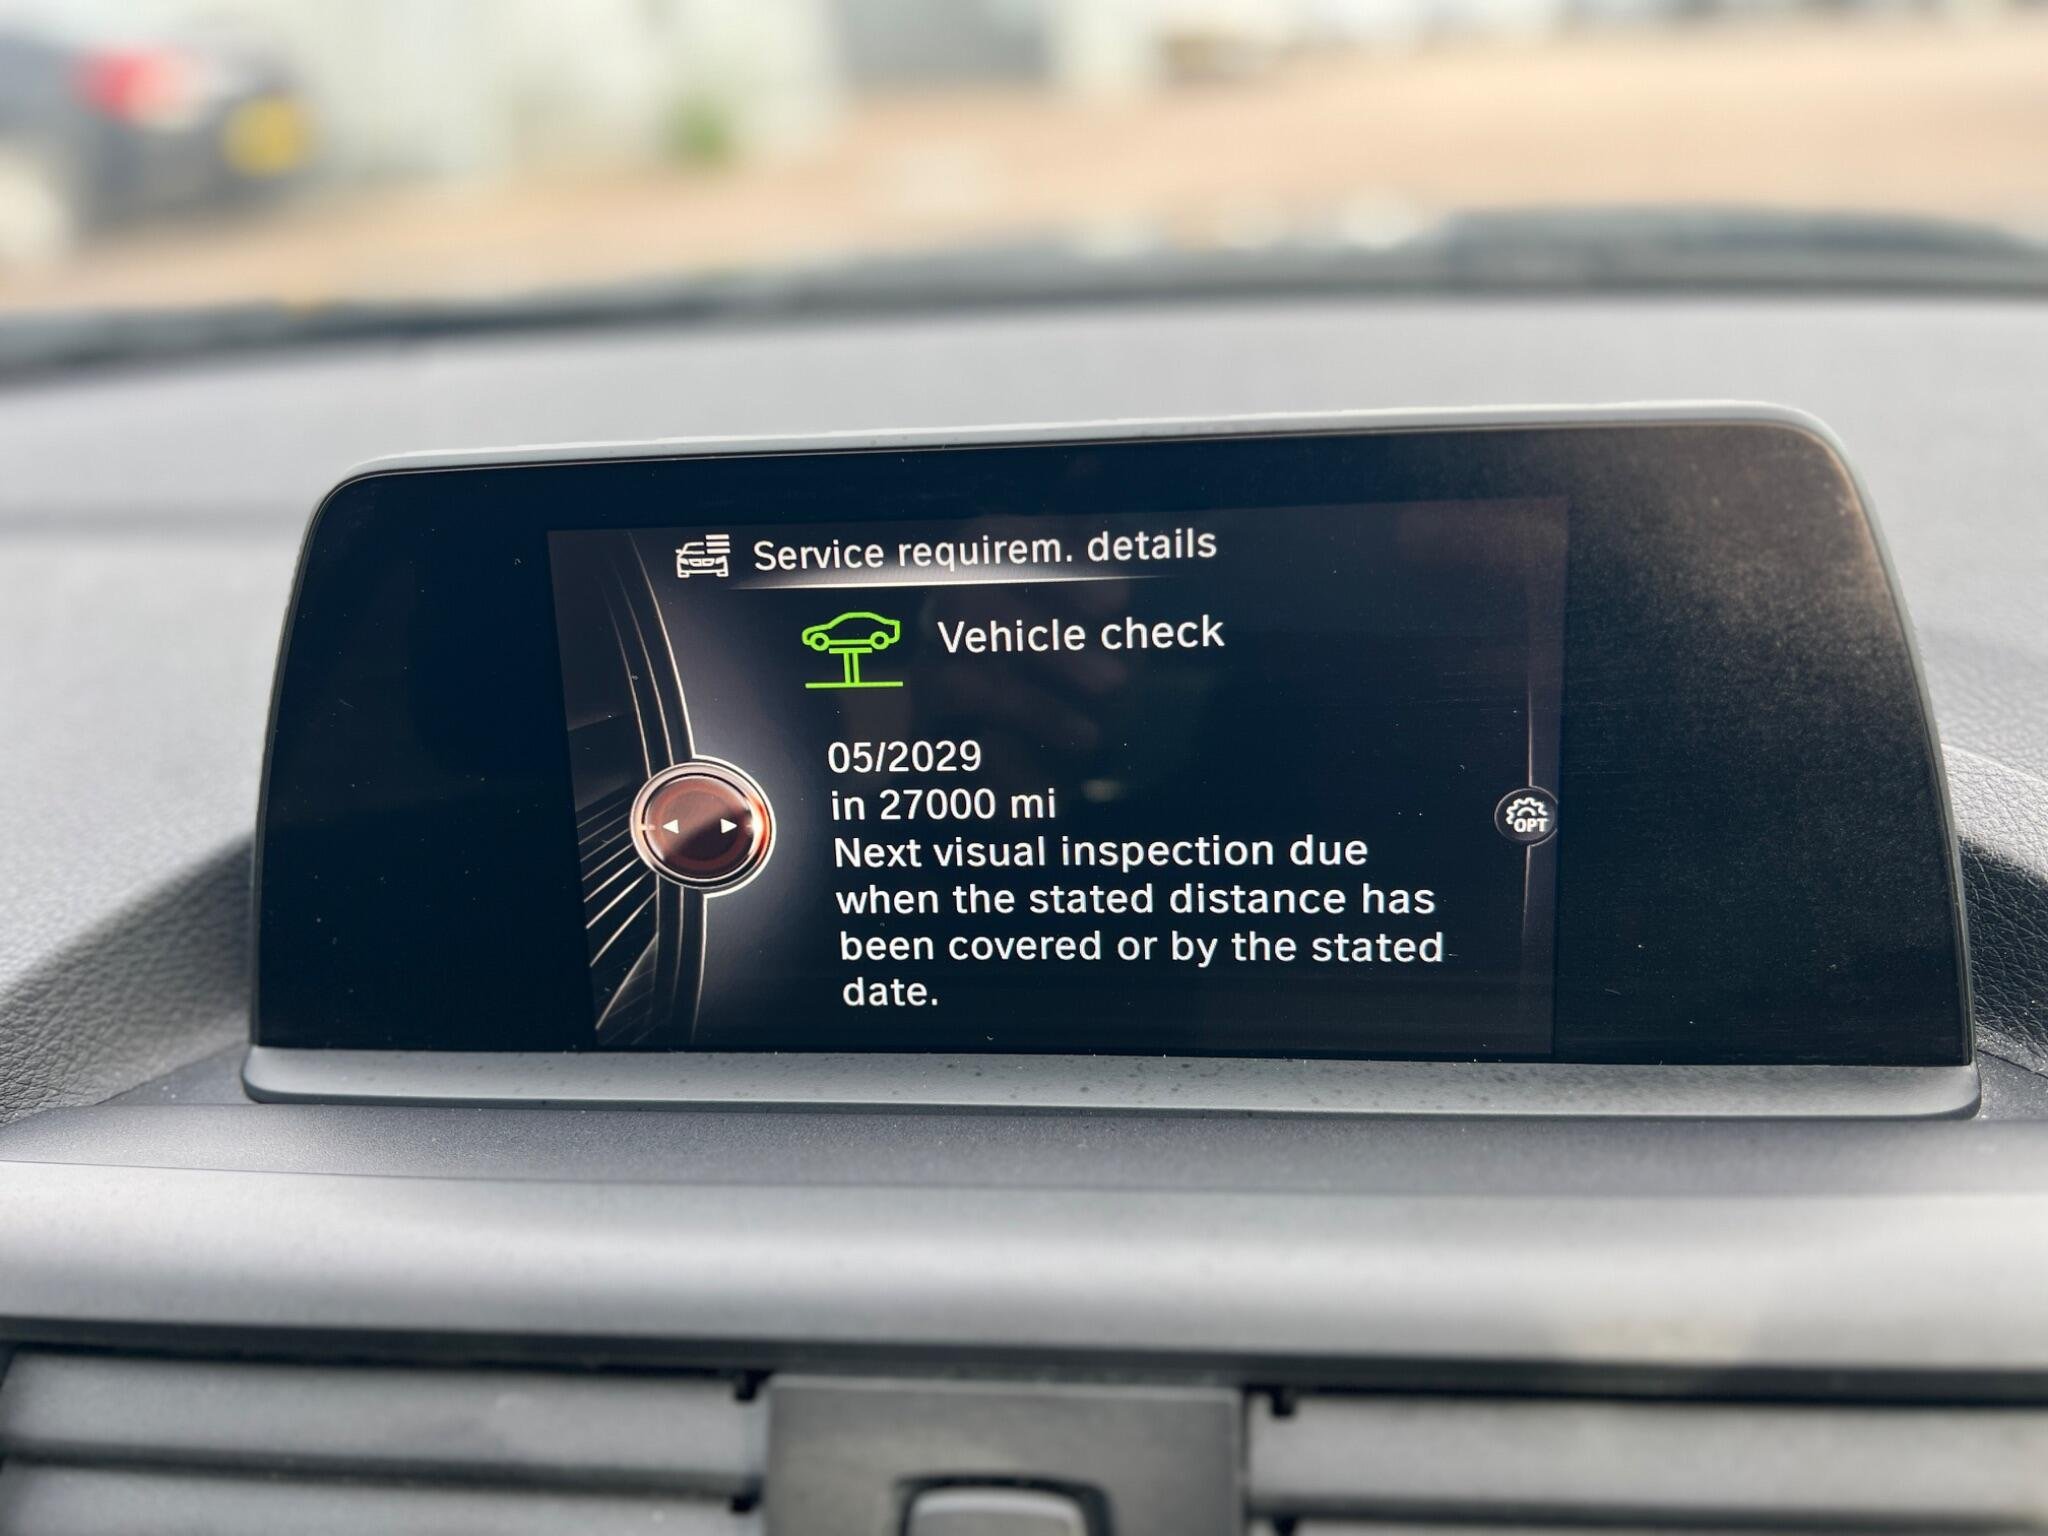 Service requirem. details
Vehicle check
05/2029
in 27000 mi
Next visual inspection due
when the stated distance has
been covered or by the stated
date.
OPT